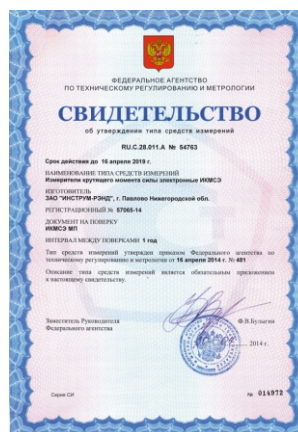 ФЕДЕРАЛЬНОЕ АГЕНТСТВО
ПО ТЕХНИЧЕСКОМУ РЕГУЛИРОВАНИЮ И МЕТРОЛОГИИ
СВИДЕТЕЛЬСТВО
об утверждении типа средств измерений
RU.C.28.011.A № 54763
Срок действия до 16 апреля 2019 г.
НАИМЕНОВАНИЕ ТИПА СРЕДСТВ ИЗМЕРЕНИЙ
Измерители крутящего момента силы электронные ИКМСЭ
ИЗГОТОВИТЕЛЬ
ЗАО "ИНСТРУМ-РЭНД", г. Павлово Нижегородской обл.
РЕГИСТРАЦИОННЫЙ № 57065-14
ДОКУМЕНТ НА ПОВЕРКУ
ИКМСЭ МП
ИНТЕРВАЛ МЕЖДУ ПОВЕРКАМИ 1 год
Тип средств измерений утвержден приказом Федерального агентства по
техническому регулированию и метрологии от 16 апреля 2014 г. № 481
Описание типа средств измерений является обязательным приложением
к настоящему свидетельству.
Заместитель Руководителя
Федерального агентства
Ф.В.Булыгин
2014 г.
Серия СИ
№ 014972